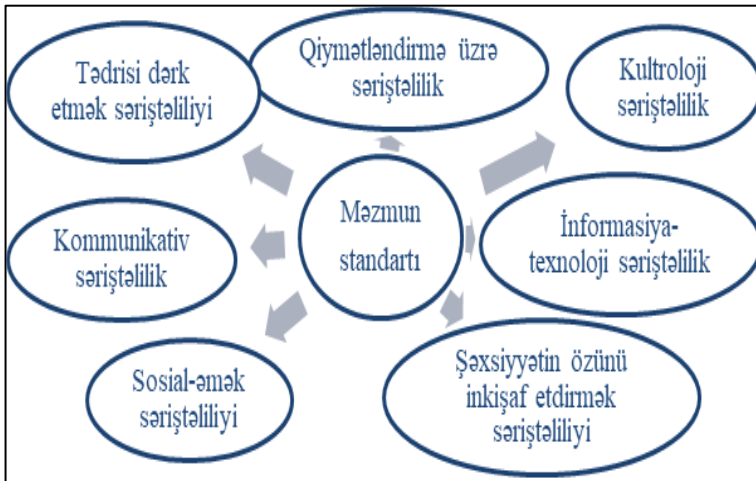 Tədrisi dərk
etmək səriştəliliyi
Qiymətləndirmə üzrə
səriştəlilik
Kultroloji
səriştəlilik
Məzmun
standartı
Kommunikativ
səriştəlilik
İnformasiya-
texnoloji səriştəlilik
Sosial-əmək
səriştəliliyi
Şəxsiyyətin özünü
inkişaf etdirmək
səriştəliliyi